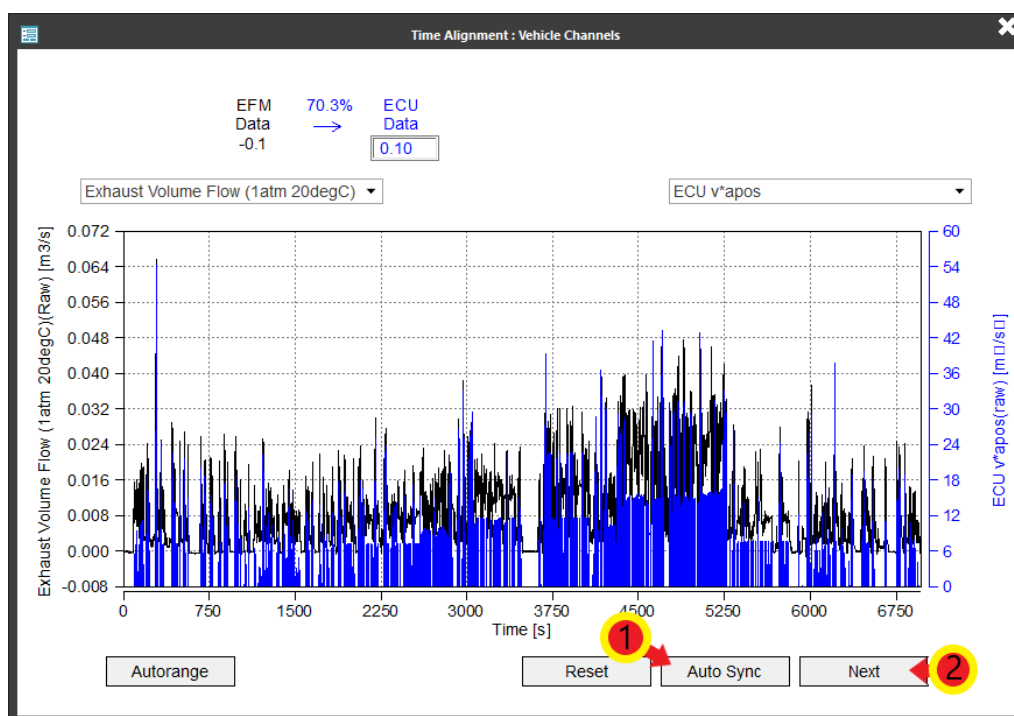 Time Alignment : Vehicle Channels
EFM 70.3% ECU
Data Data
-0.1 0.10
Exhaust Volume Flow (1atm 20degC)
ECU v*apos
Exhaust Volume Flow (1atm 20degC)(Raw) [m3/s]
0.072
0.064
0.056
0.048
0.040
0.032
0.024
0.016
0.008
0.000
-0.008
60
54
48
42
36
30
24
18
12
6
0
ECU v*apos(raw) [m□/s□]
0 750 1500 2250 3000 3750 4500 5250 6000 6750
Time [s]
1
Autorange Reset Auto Sync Next 2